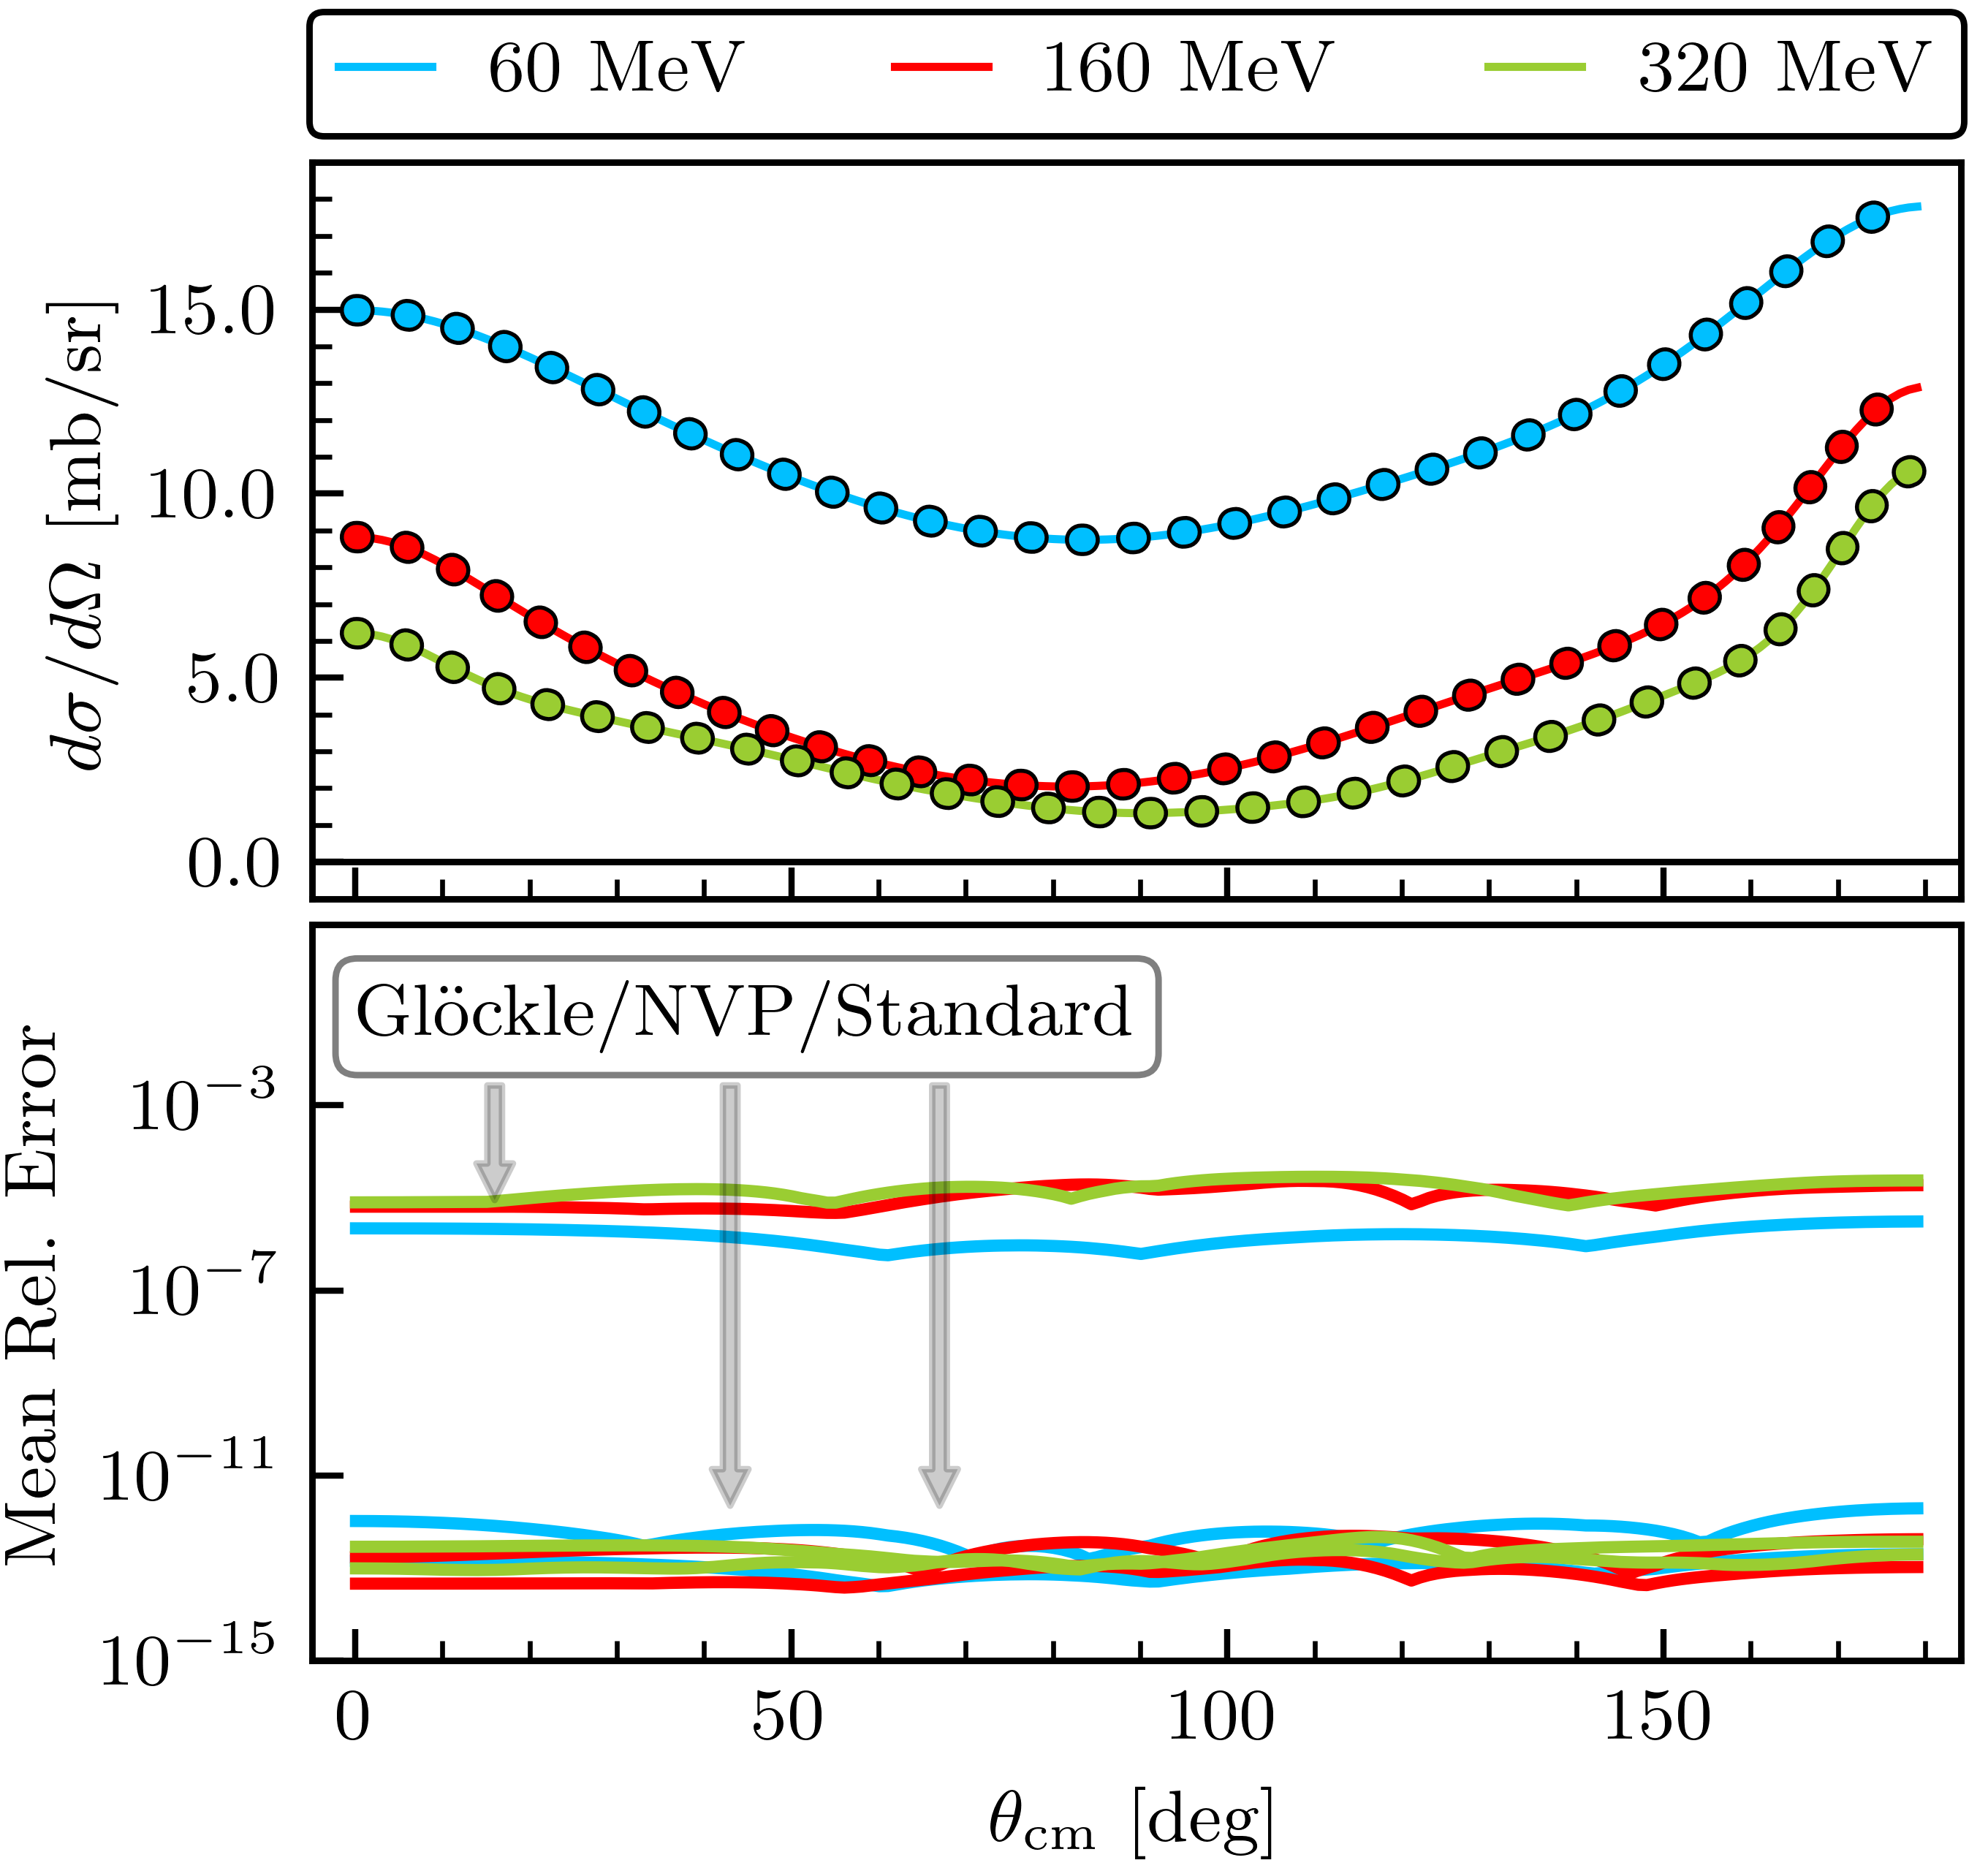 60 MeV 160 MeV 320 MeV
dσ/dΩ [mb/sr]
15.0
10.0
5.0
0.0
Glöckle/NVP/Standard
Mean Rel. Error
10⁻³
10⁻⁷
10⁻¹¹
10⁻¹⁵
0 50 100 150
θcm [deg]